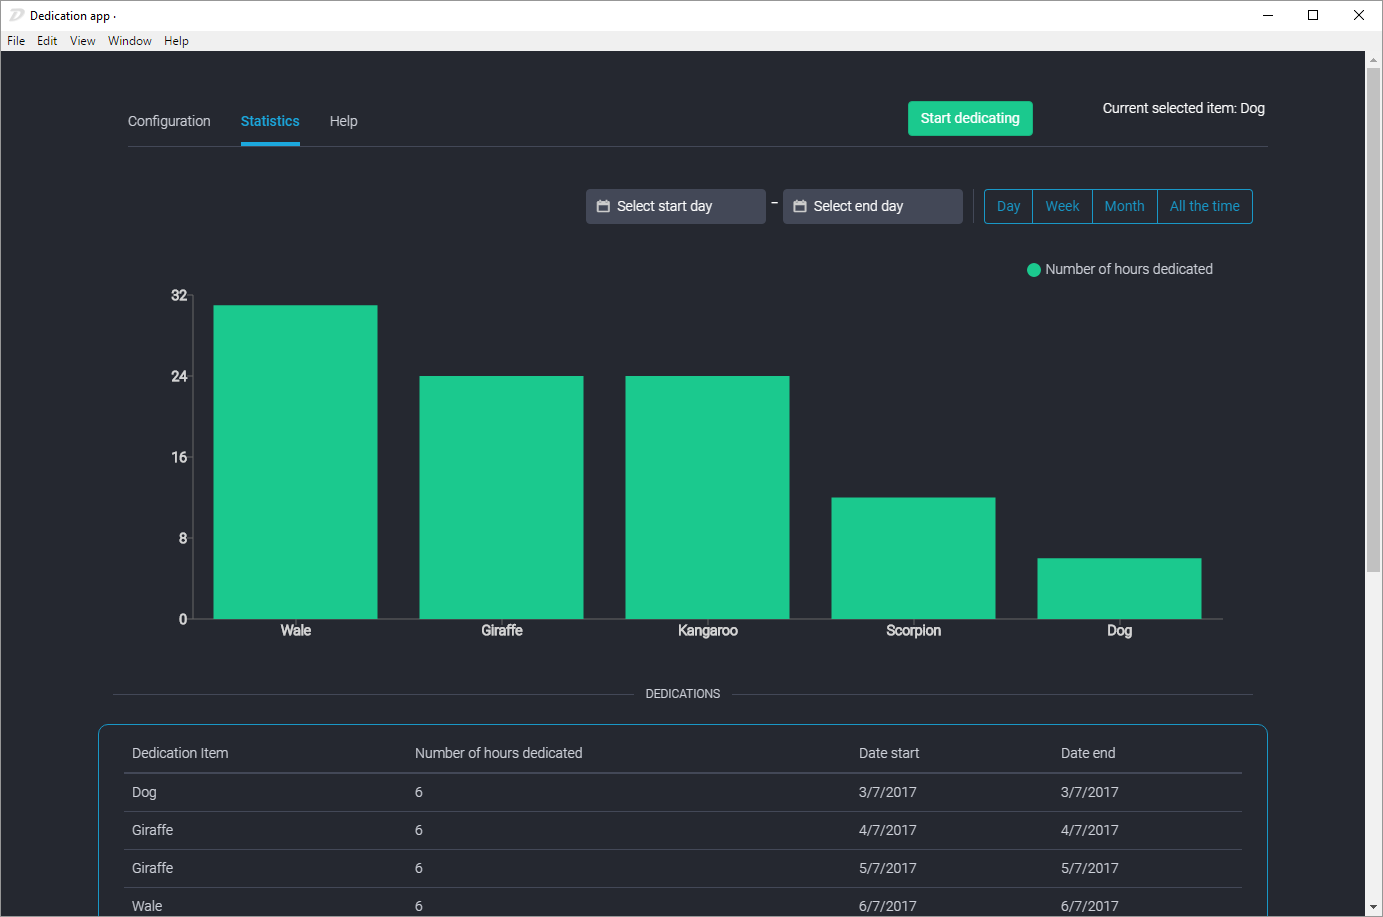 Dedication app ·
File Edit View Window Help
Configuration Statistics Help Start dedicating Current selected item: Dog
Select start day - Select end day Day Week Month All the time
Number of hours dedicated
32
24
16
8
0
Wale Giraffe Kangaroo Scorpion Dog
DEDICATIONS
Dedication Item Number of hours dedicated Date start Date end
Dog 6 3/7/2017 3/7/2017
Giraffe 6 4/7/2017 4/7/2017
Giraffe 6 5/7/2017 5/7/2017
Wale 6 6/7/2017 6/7/2017